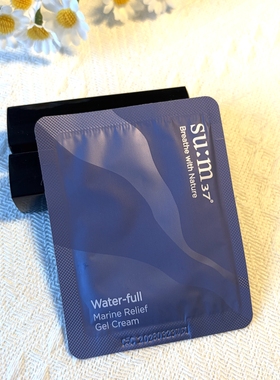 su:m37°
Breathe with Nature
Water-full
Marine Relief
Gel Cream